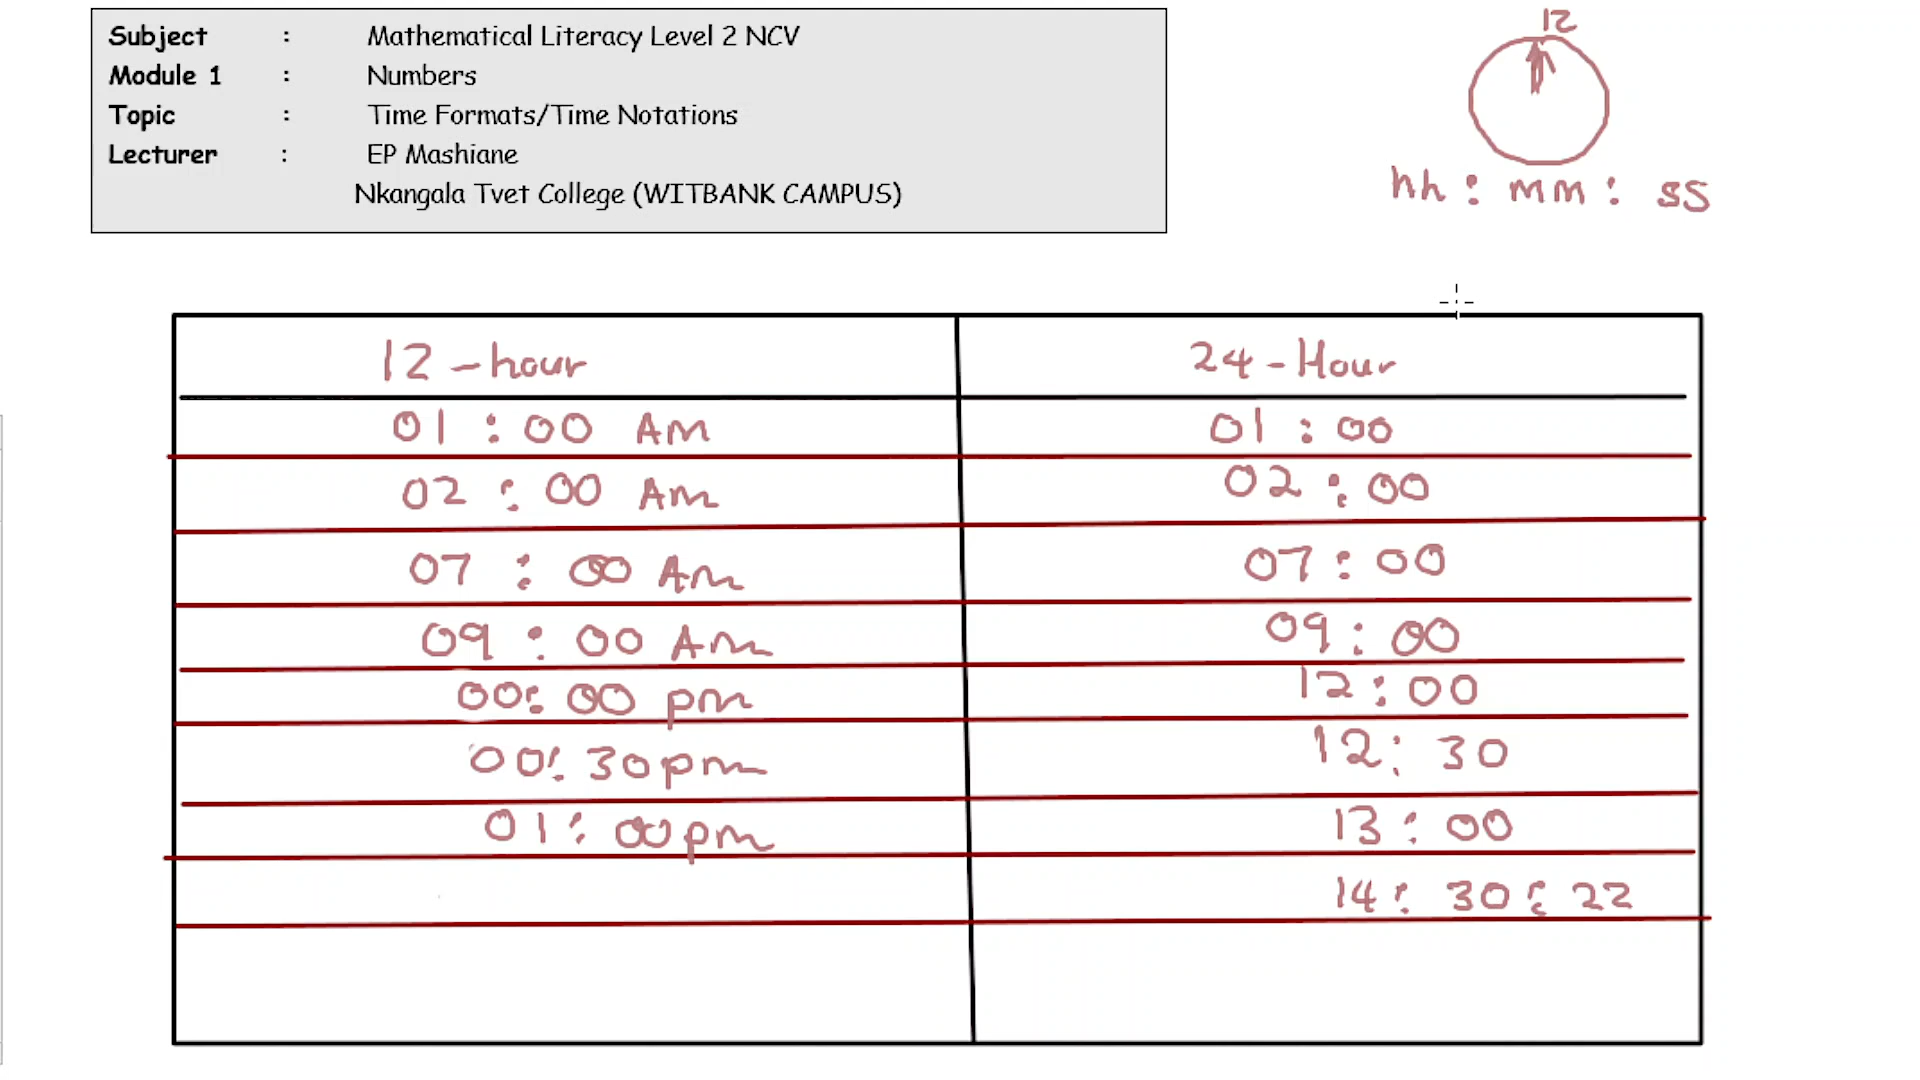 Subject : Mathematical Literacy Level 2 NCV
Module 1 : Numbers
Topic : Time Formats/Time Notations
Lecturer : EP Mashiane
Nkangala Tvet College (WITBANK CAMPUS)
12
hh : mm : ss
12-hour 24-Hour
01 : 00 AM 01 : 00
02 : 00 Am 02 : 00
07 : 00 Am 07 : 00
09 : 00 Am 09 : 00
00: 00 pm 12 : 00
00: 30pm 12: 30
01: 00pm 13 : 00
14: 30: 22